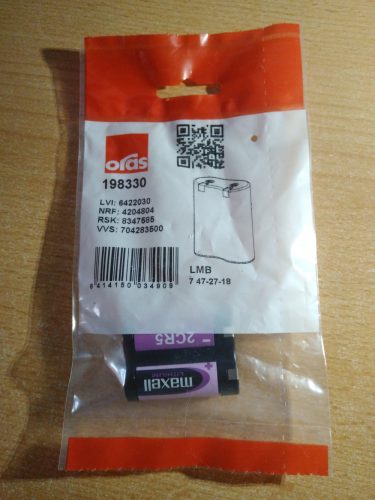 oras
198330
LVI: 6422030
NRF: 4204804
RSK: 8347585
VVS: 704283500
6 414150 034909
LMB
7 47-27-18
2CR5
maxell
LITHIUM